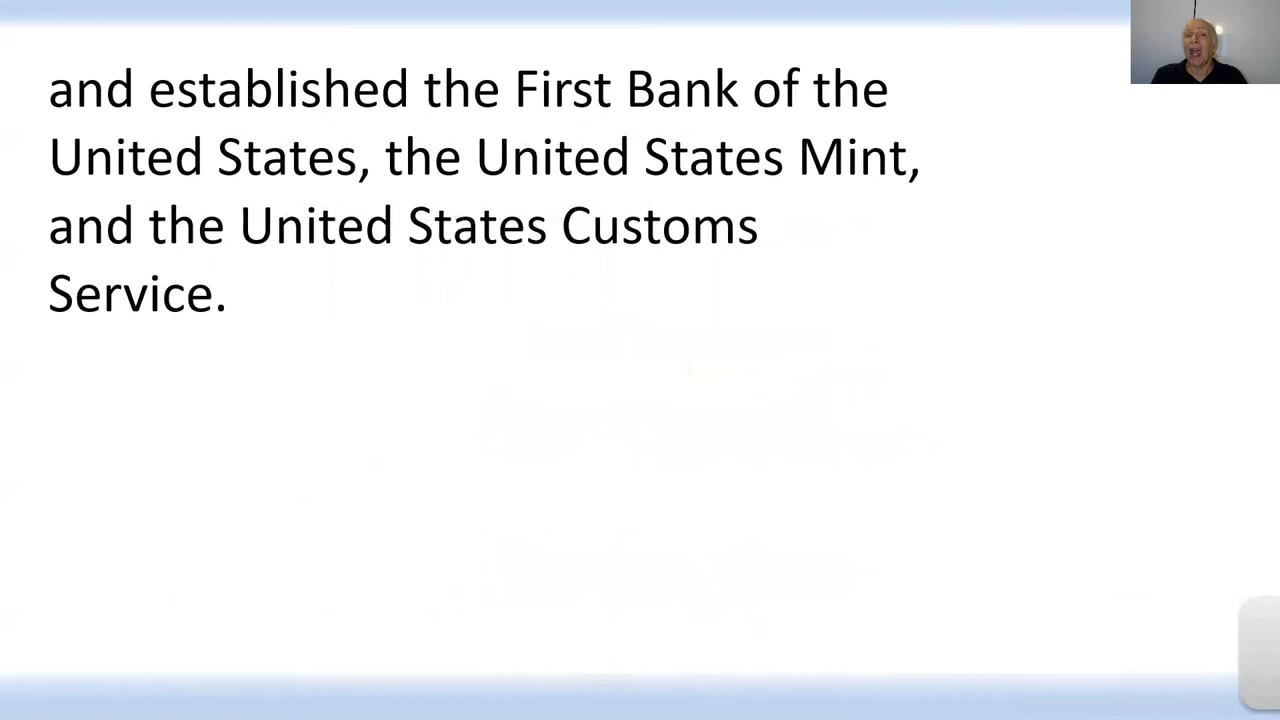 and established the First Bank of the
United States, the United States Mint,
and the United States Customs
Service.